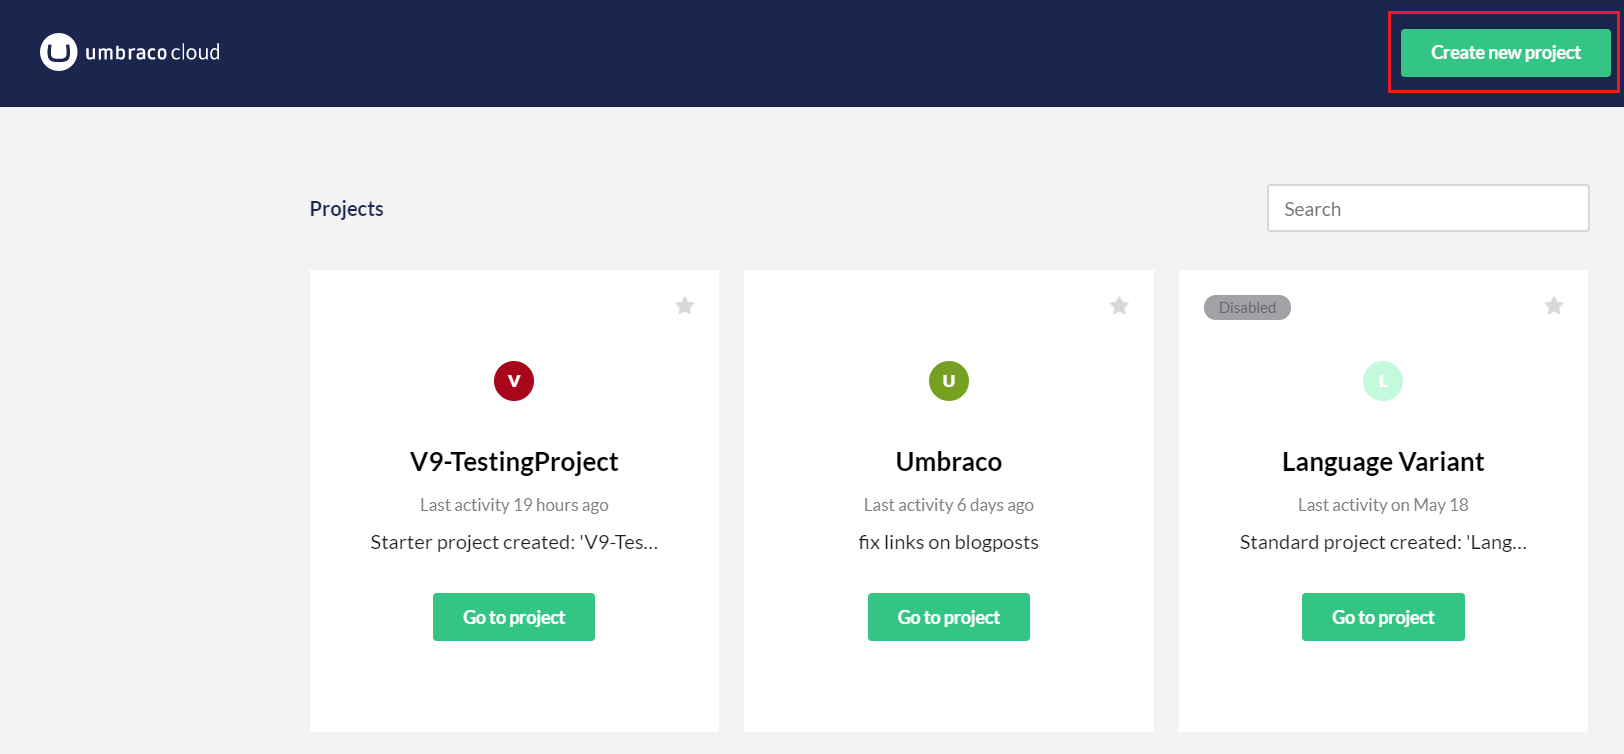 umbraco cloud
Create new project
Projects
Search
V
V9-TestingProject
Last activity 19 hours ago
Starter project created: 'V9-Tes...
Go to project
U
Umbraco
Last activity 6 days ago
fix links on blogposts
Go to project
Disabled
L
Language Variant
Last activity on May 18
Standard project created: 'Lang...
Go to project